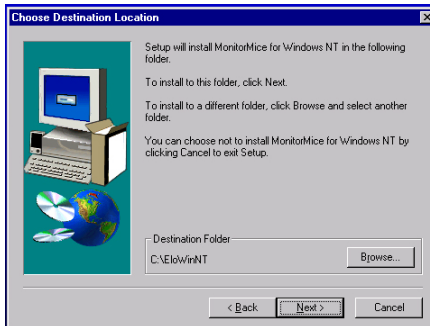 Choose Destination Location
Setup will install MonitorMice for Windows NT in the following
folder.
To install to this folder, click Next.
To install to a different folder, click Browse and select another
folder.
You can choose not to install MonitorMice for Windows NT by
clicking Cancel to exit Setup.
Destination Folder
C:\EloWinNT
Browse...
< Back
Next >
Cancel